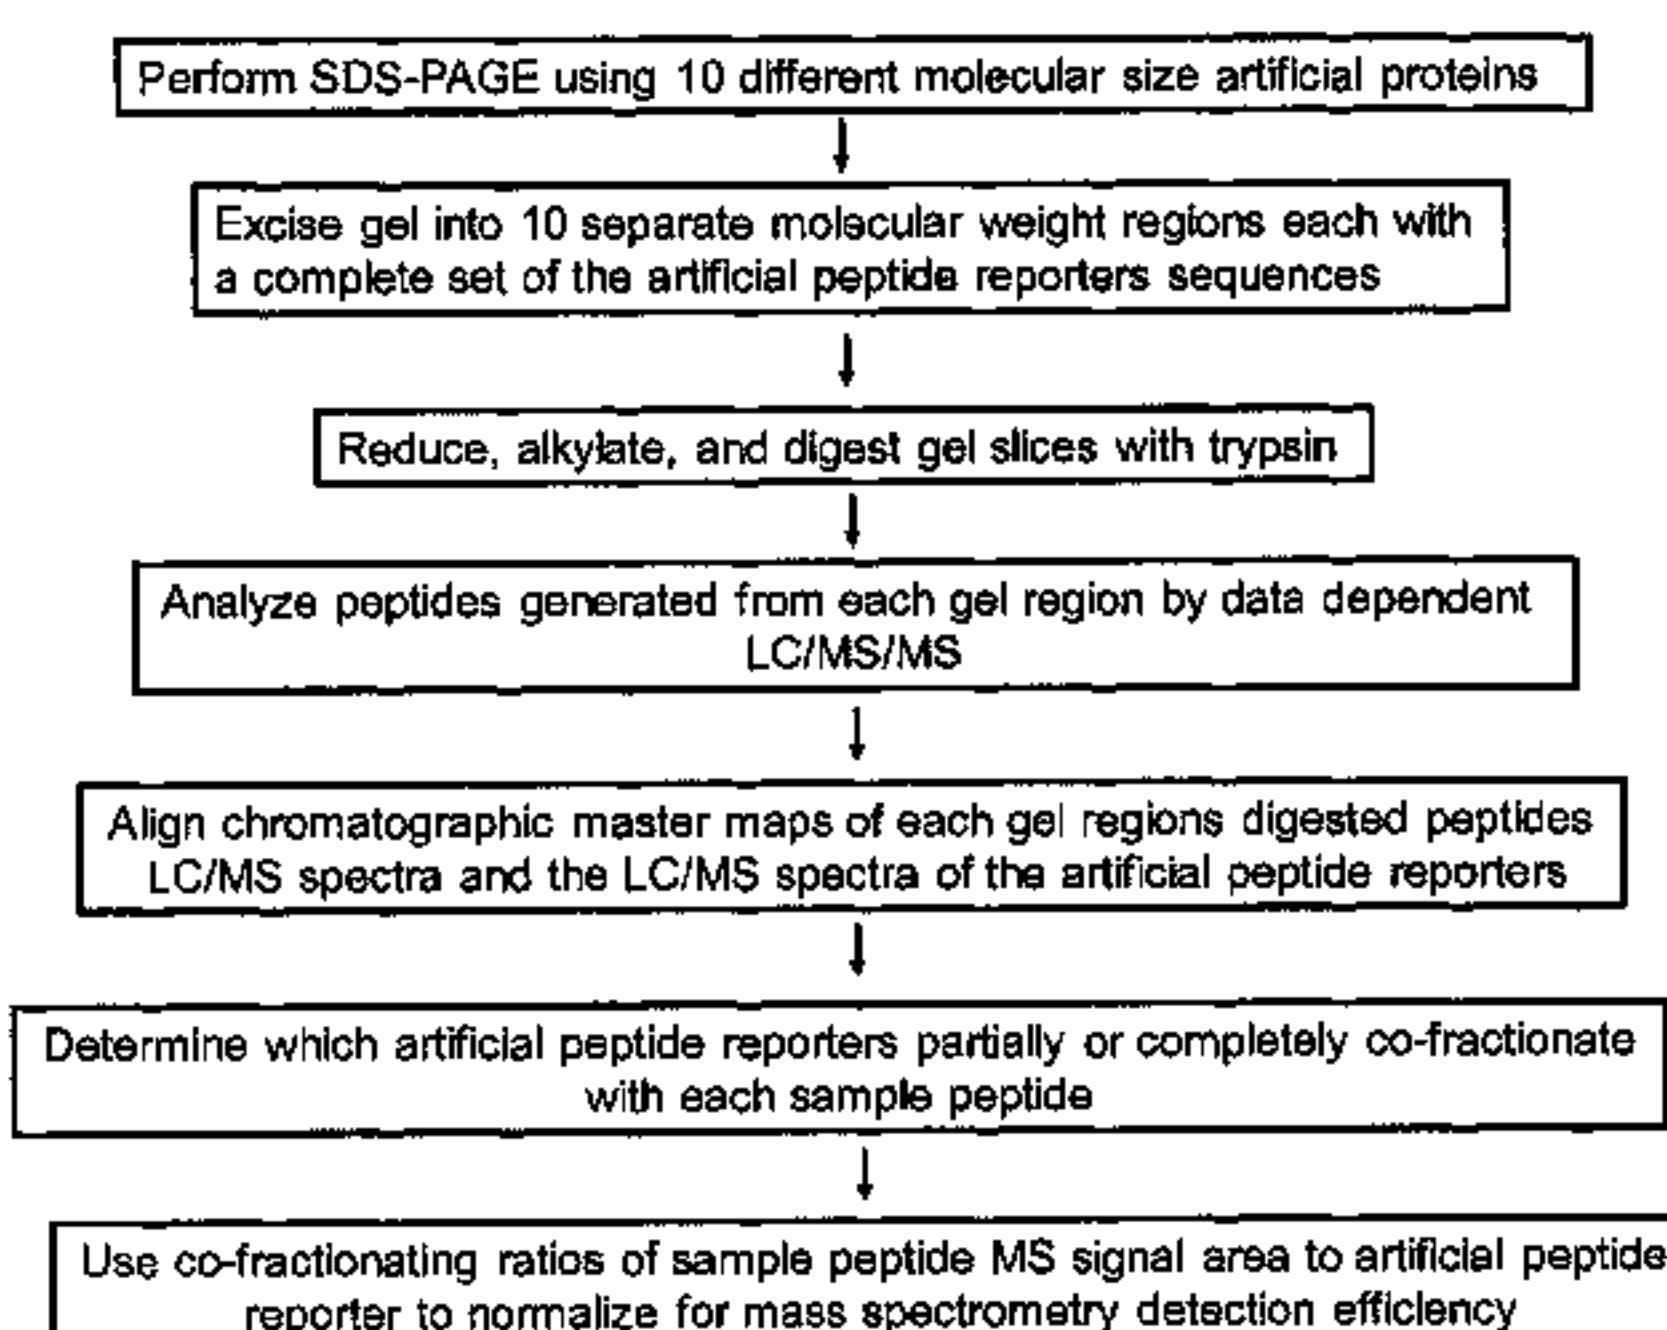 Perform SDS-PAGE using 10 different molecular size artificial proteins
Excise gel into 10 separate molecular weight regions each with
a complete set of the artificial peptide reporters sequences
Reduce, alkylate, and digest gel slices with trypsin
Analyze peptides generated from each gel region by data dependent
LC/MS/MS
Align chromatographic master maps of each gel regions digested peptides
LC/MS spectra and the LC/MS spectra of the artificial peptide reporters
Determine which artificial peptide reporters partially or completely co-fractionate
with each sample peptide
Use co-fractionating ratios of sample peptide MS signal area to artificial peptide
reporter to normalize for mass spectrometry detection efficiency